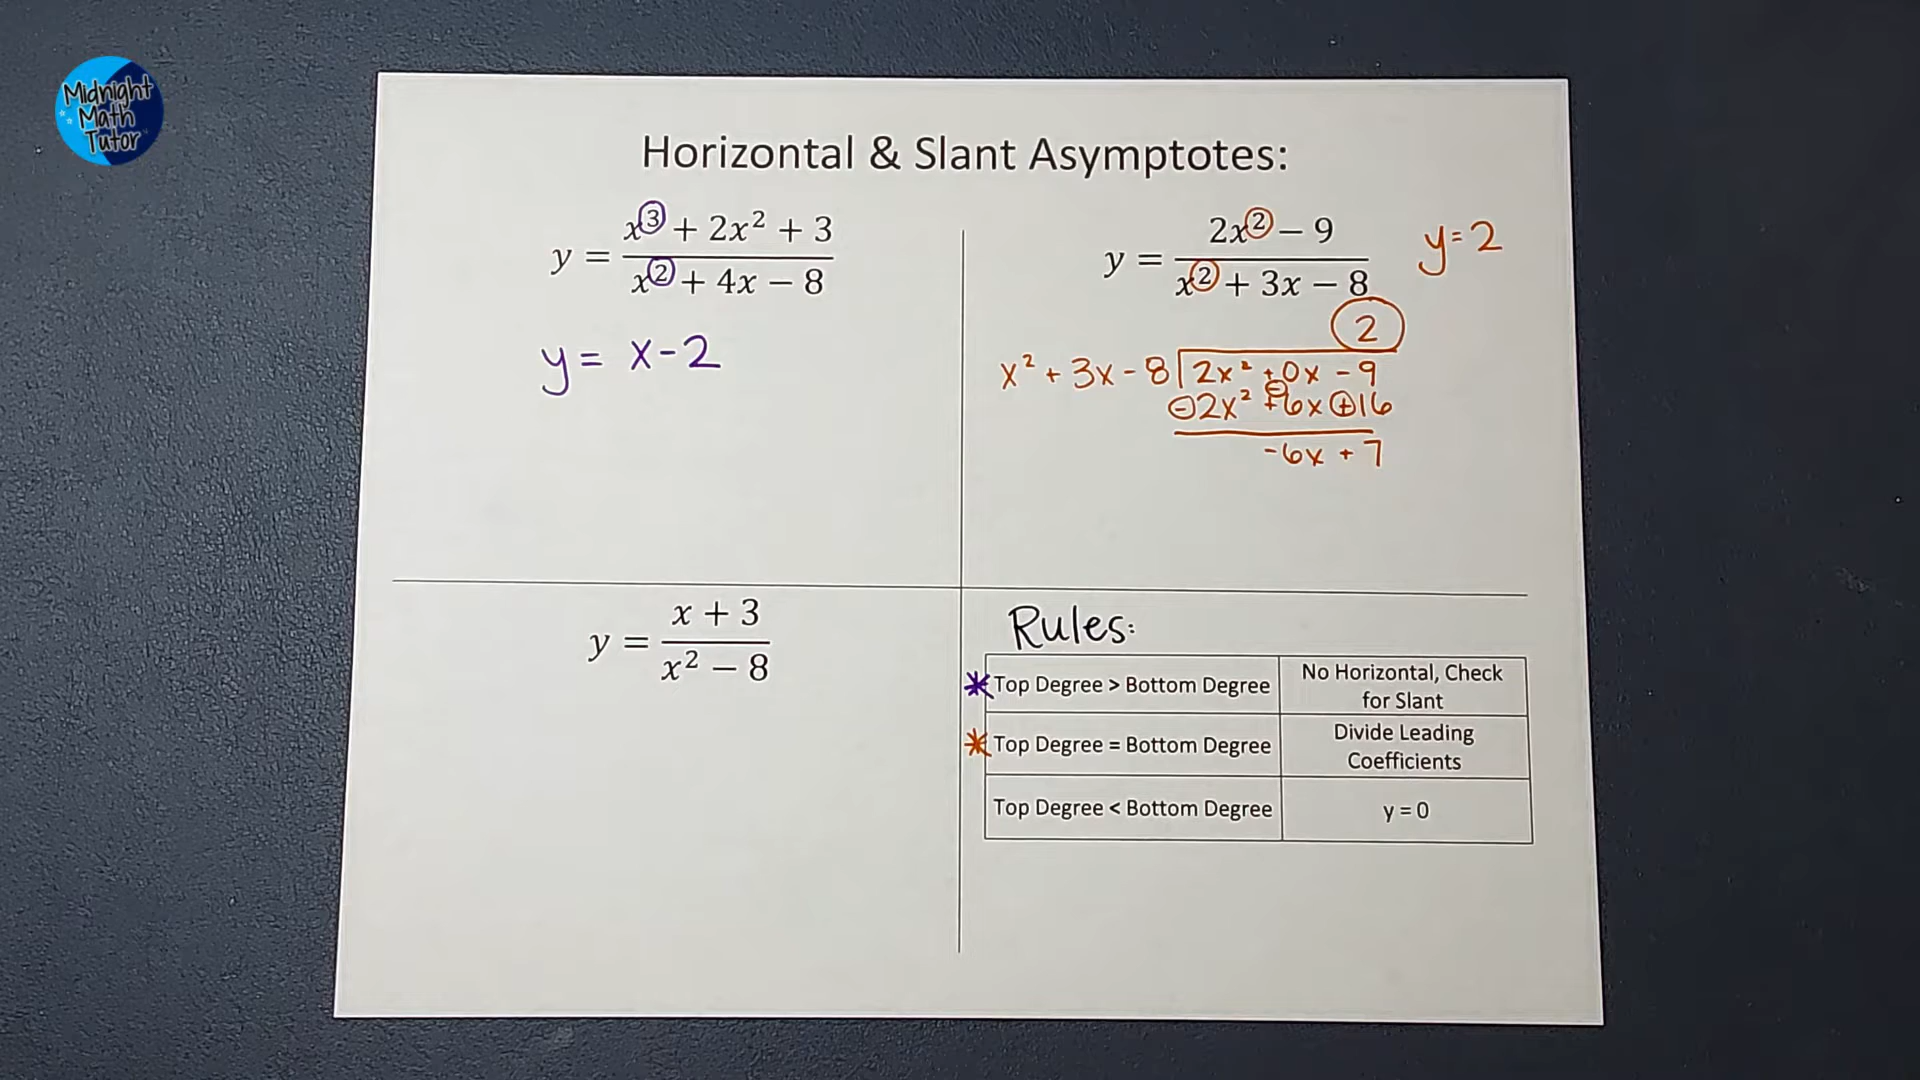 Midnight
Math
Tutor
Horizontal & Slant Asymptotes:
y = (x³ + 2x² + 3)/(x² + 4x − 8)
y = x - 2
y = (2x² − 9)/(x² + 3x − 8)
y = 2
2
x² + 3x - 8 | 2x² + 0x - 9
- 2x² + 6x + 16
-6x + 7
y = (x + 3)/(x² − 8)
Rules:
* Top Degree > Bottom Degree | No Horizontal, Check for Slant
* Top Degree = Bottom Degree | Divide Leading Coefficients
Top Degree < Bottom Degree | y = 0